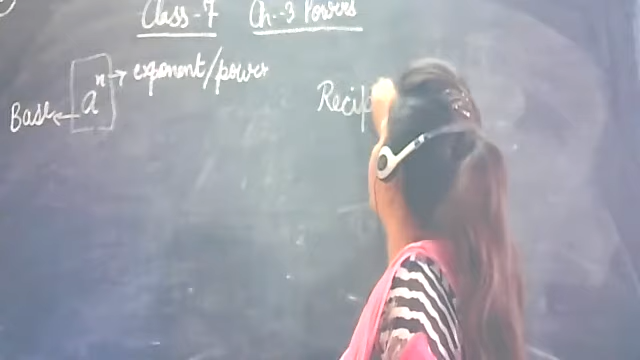 Class-7 Ch.-3 Powers
aⁿ → exponent/power
Base ←
Recip